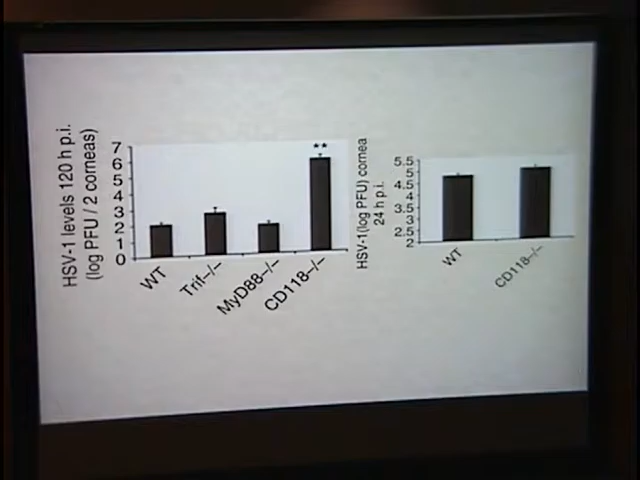 HSV-1 levels 120 h p.i.
(log PFU / 2 corneas)
7
6
5
4
3
2
1
0
**
WT
Trif–/–
MyD88–/–
CD118–/–
HSV-1(log PFU) cornea
24 h p.i.
5.5
5
4.5
4
3.5
3
2.5
2
WT
CD118–/–